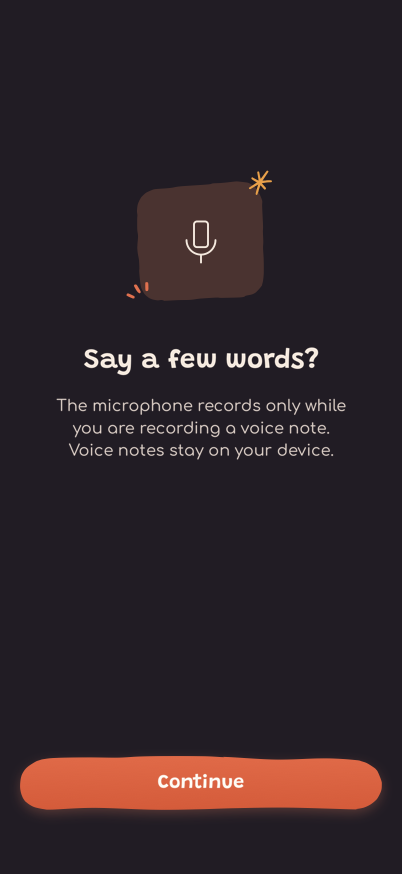 Say a few words?
The microphone records only while
you are recording a voice note.
Voice notes stay on your device.
Continue